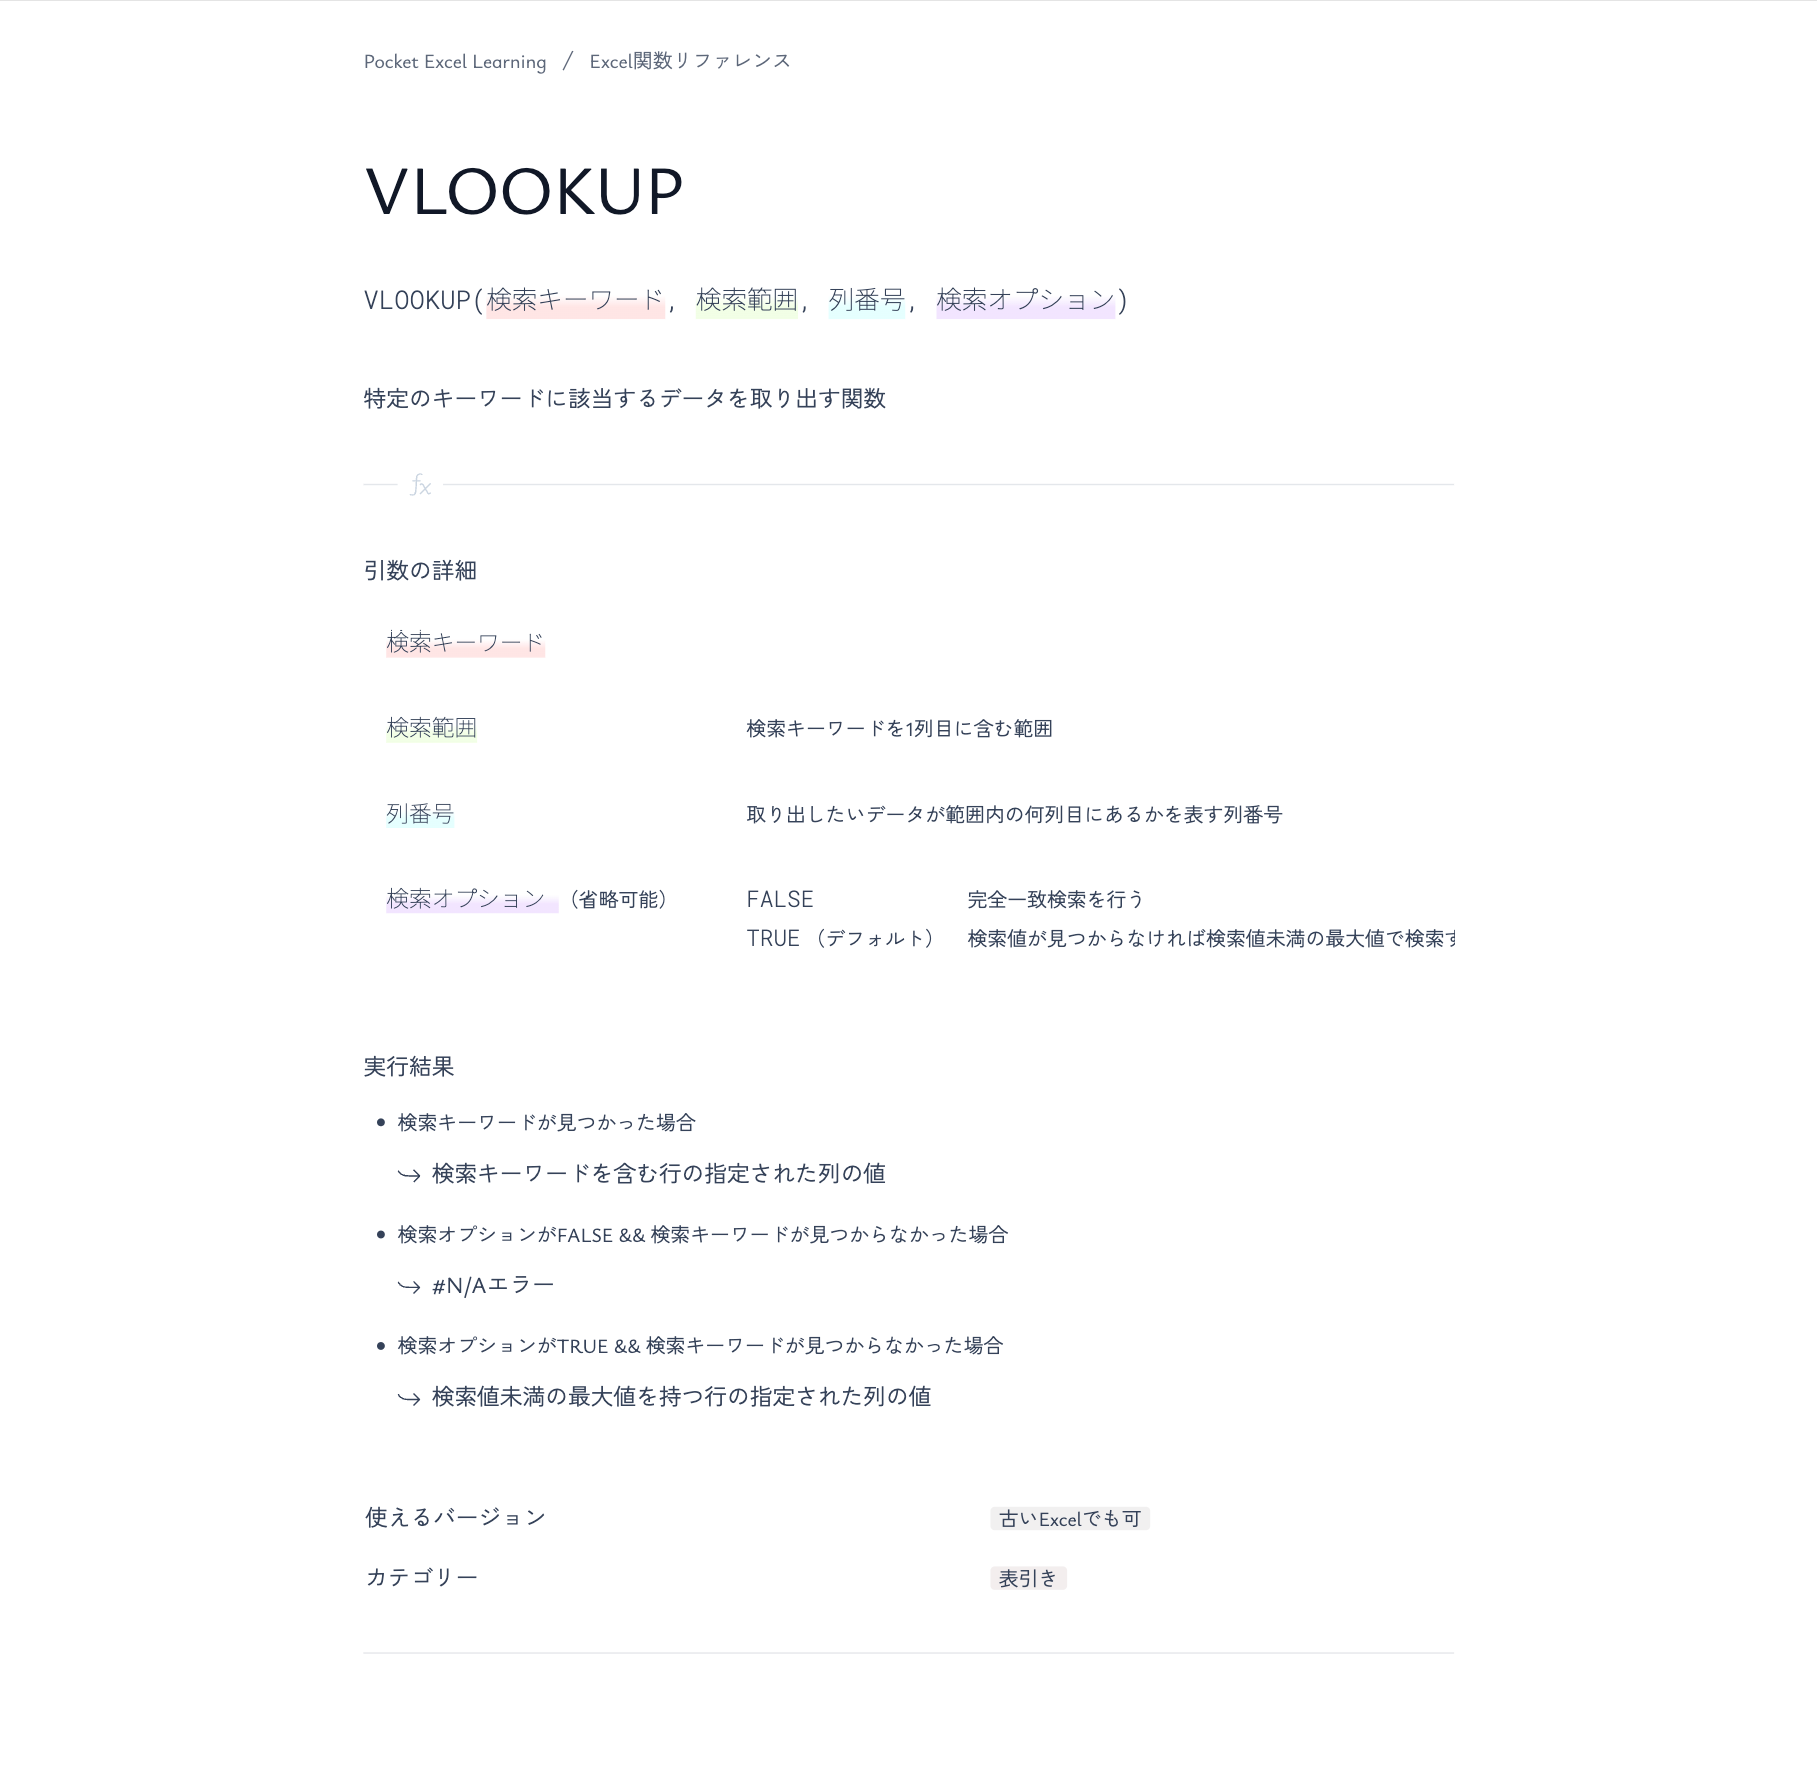 Pocket Excel Learning / Excel関数リファレンス
VLOOKUP
VLOOKUP(検索キーワード, 検索範囲, 列番号, 検索オプション)
特定のキーワードに該当するデータを取り出す関数
fx
引数の詳細
検索キーワード
検索範囲 検索キーワードを1列目に含む範囲
列番号 取り出したいデータが範囲内の何列目にあるかを表す列番号
検索オプション （省略可能） FALSE 完全一致検索を行う
TRUE （デフォルト） 検索値が見つからなければ検索値未満の最大値で検索す
実行結果
• 検索キーワードが見つかった場合
↪ 検索キーワードを含む行の指定された列の値
• 検索オプションがFALSE && 検索キーワードが見つからなかった場合
↪ #N/Aエラー
• 検索オプションがTRUE && 検索キーワードが見つからなかった場合
↪ 検索値未満の最大値を持つ行の指定された列の値
使えるバージョン 古いExcelでも可
カテゴリー 表引き